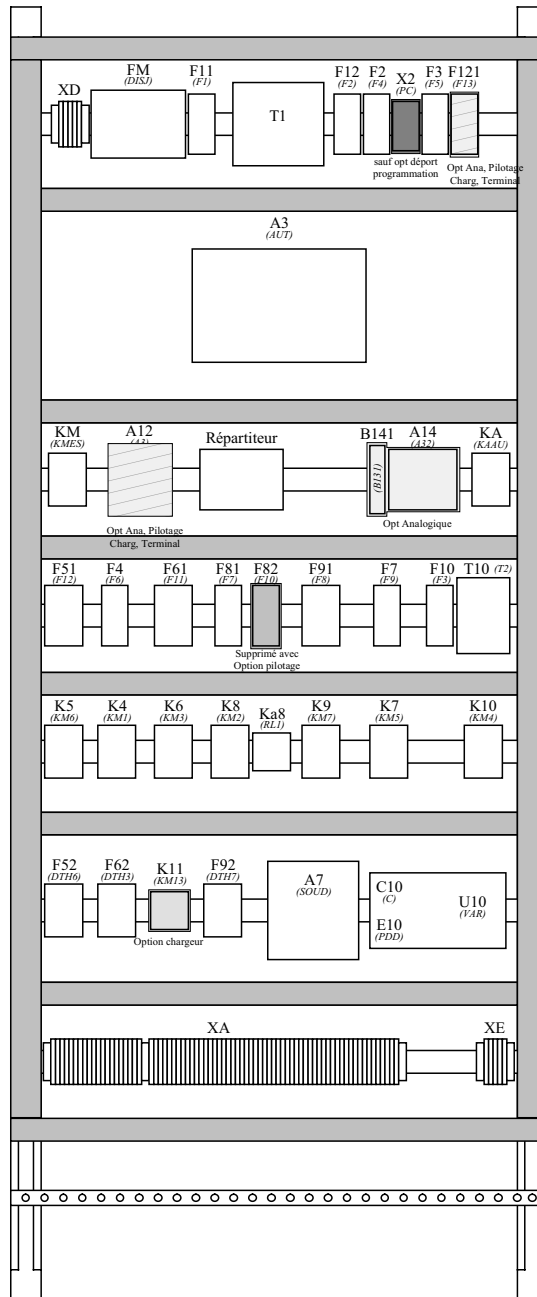 XD
FM
(DISJ)
F11
(F1)
T1
F12
(F2)
F2
(F4)
X2
(PC)
F3
(F5)
F121
(F13)
sauf opt déport
programmation
Opt Ana, Pilotage
Charg, Terminal
A3
(AUT)
KM
(KMES)
A12
(A3)
Répartiteur
B141
(B131)
A14
(A32)
KA
(KAAU)
Opt Ana, Pilotage
Charg, Terminal
Opt Analogique
F51
(F12)
F4
(F6)
F61
(F11)
F81
(F7)
F82
(F10)
F91
(F8)
F7
(F9)
F10
(F3)
T10 (T2)
Supprimé avec
Option pilotage
K5
(KM6)
K4
(KM1)
K6
(KM3)
K8
(KM2)
Ka8
(RL1)
K9
(KM7)
K7
(KM5)
K10
(KM4)
F52
(DTH6)
F62
(DTH3)
K11
(KM13)
F92
(DTH7)
A7
(SOUD)
C10
(C)
E10
(PDD)
U10
(VAR)
Option chargeur
XA
XE